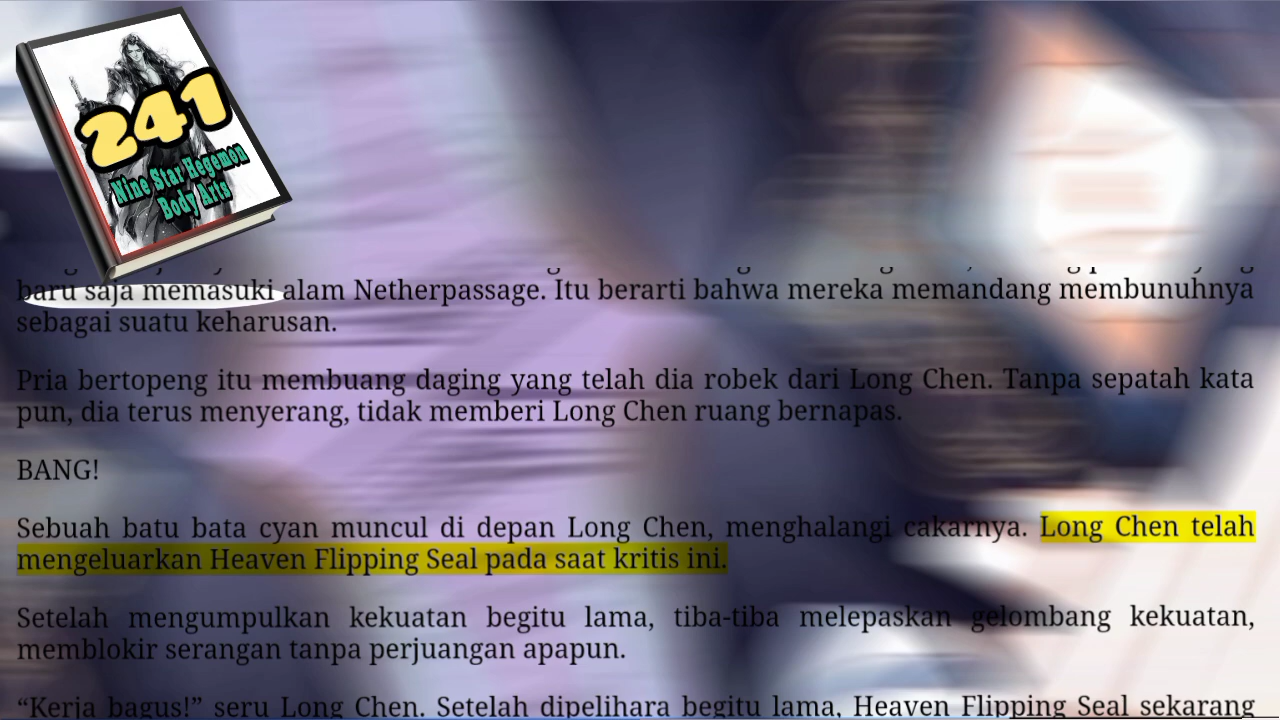 241
Nine Star Hegemon
Body Arts
baru saja memasuki alam Netherpassage. Itu berarti bahwa mereka memandang membunuhnya
sebagai suatu keharusan.
Pria bertopeng itu membuang daging yang telah dia robek dari Long Chen. Tanpa sepatah kata
pun, dia terus menyerang, tidak memberi Long Chen ruang bernapas.
BANG!
Sebuah batu bata cyan muncul di depan Long Chen, menghalangi cakarnya. Long Chen telah
mengeluarkan Heaven Flipping Seal pada saat kritis ini.
Setelah mengumpulkan kekuatan begitu lama, tiba-tiba melepaskan gelombang kekuatan,
memblokir serangan tanpa perjuangan apapun.
“Kerja bagus!” seru Long Chen. Setelah dipelihara begitu lama, Heaven Flipping Seal sekarang